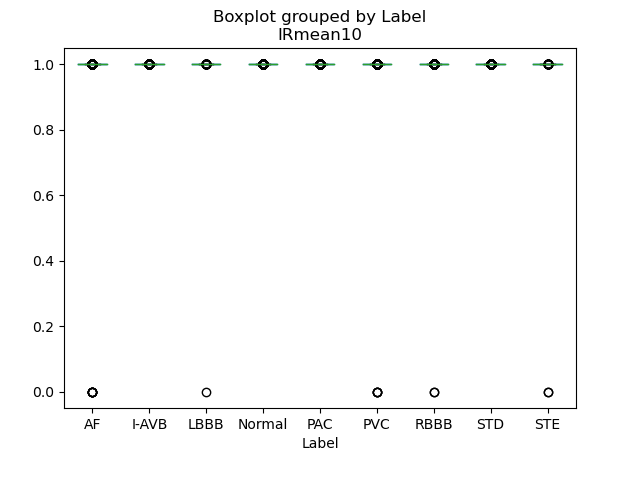 Boxplot grouped by Label
IRmean10
1.0
0.8
0.6
0.4
0.2
0.0
AF I-AVB LBBB Normal PAC PVC RBBB STD STE
Label